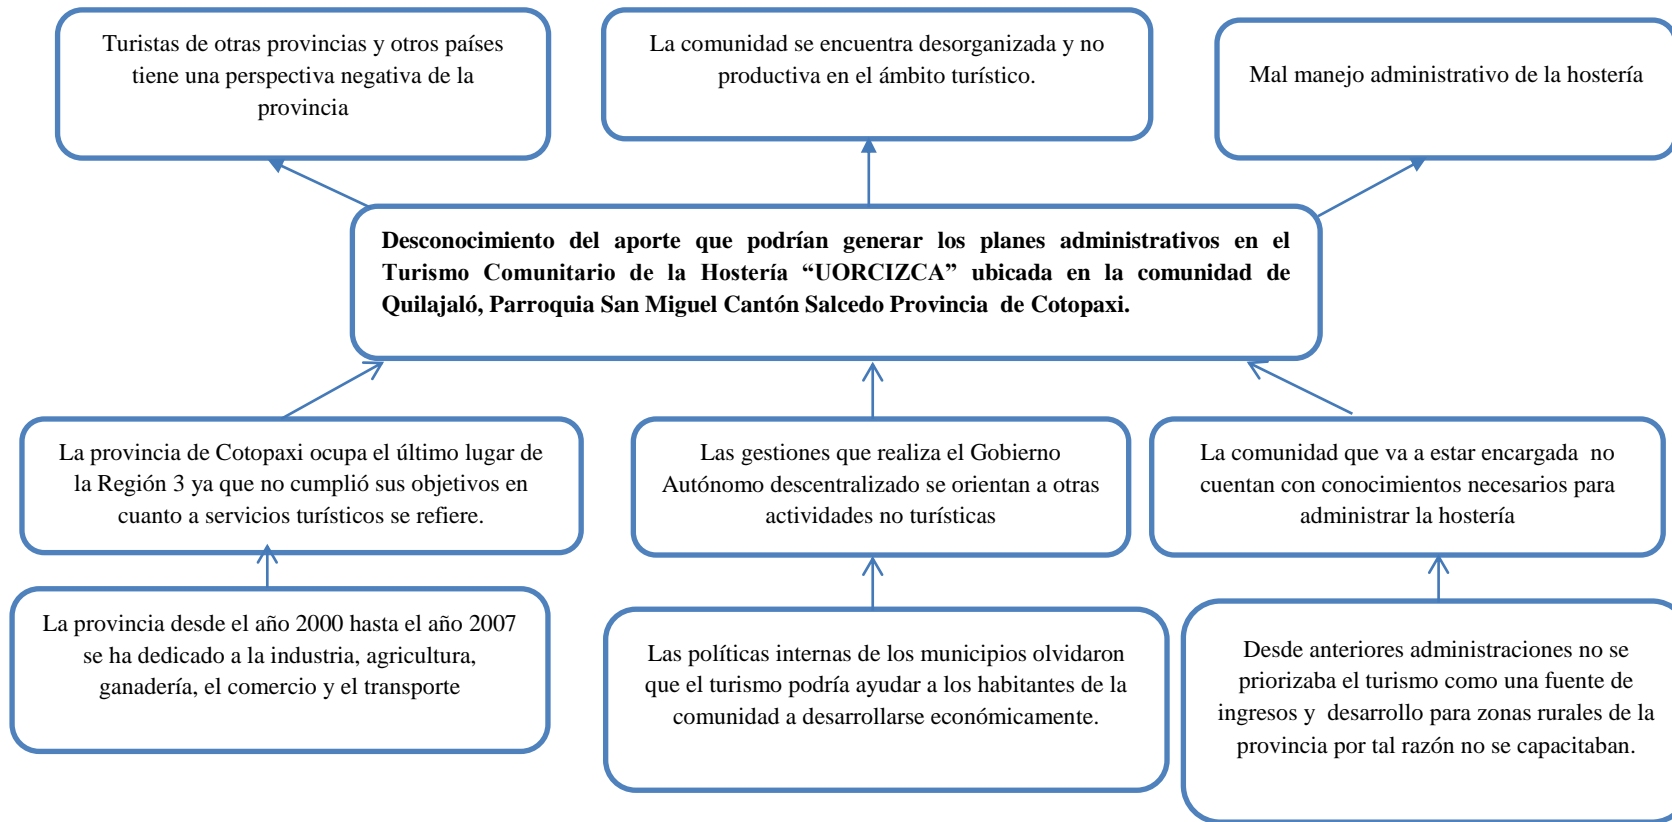 Turistas de otras provincias y otros países
tiene una perspectiva negativa de la
provincia
La comunidad se encuentra desorganizada y no
productiva en el ámbito turístico.
Mal manejo administrativo de la hostería
Desconocimiento del aporte que podrían generar los planes administrativos en el
Turismo Comunitario de la Hostería “UORCIZCA” ubicada en la comunidad de
Quilajaló, Parroquia San Miguel Cantón Salcedo Provincia de Cotopaxi.
La provincia de Cotopaxi ocupa el último lugar de
la Región 3 ya que no cumplió sus objetivos en
cuanto a servicios turísticos se refiere.
Las gestiones que realiza el Gobierno
Autónomo descentralizado se orientan a otras
actividades no turísticas
La comunidad que va a estar encargada no
cuentan con conocimientos necesarios para
administrar la hostería
La provincia desde el año 2000 hasta el año 2007
se ha dedicado a la industria, agricultura,
ganadería, el comercio y el transporte
Las políticas internas de los municipios olvidaron
que el turismo podría ayudar a los habitantes de la
comunidad a desarrollarse económicamente.
Desde anteriores administraciones no se
priorizaba el turismo como una fuente de
ingresos y desarrollo para zonas rurales de la
provincia por tal razón no se capacitaban.